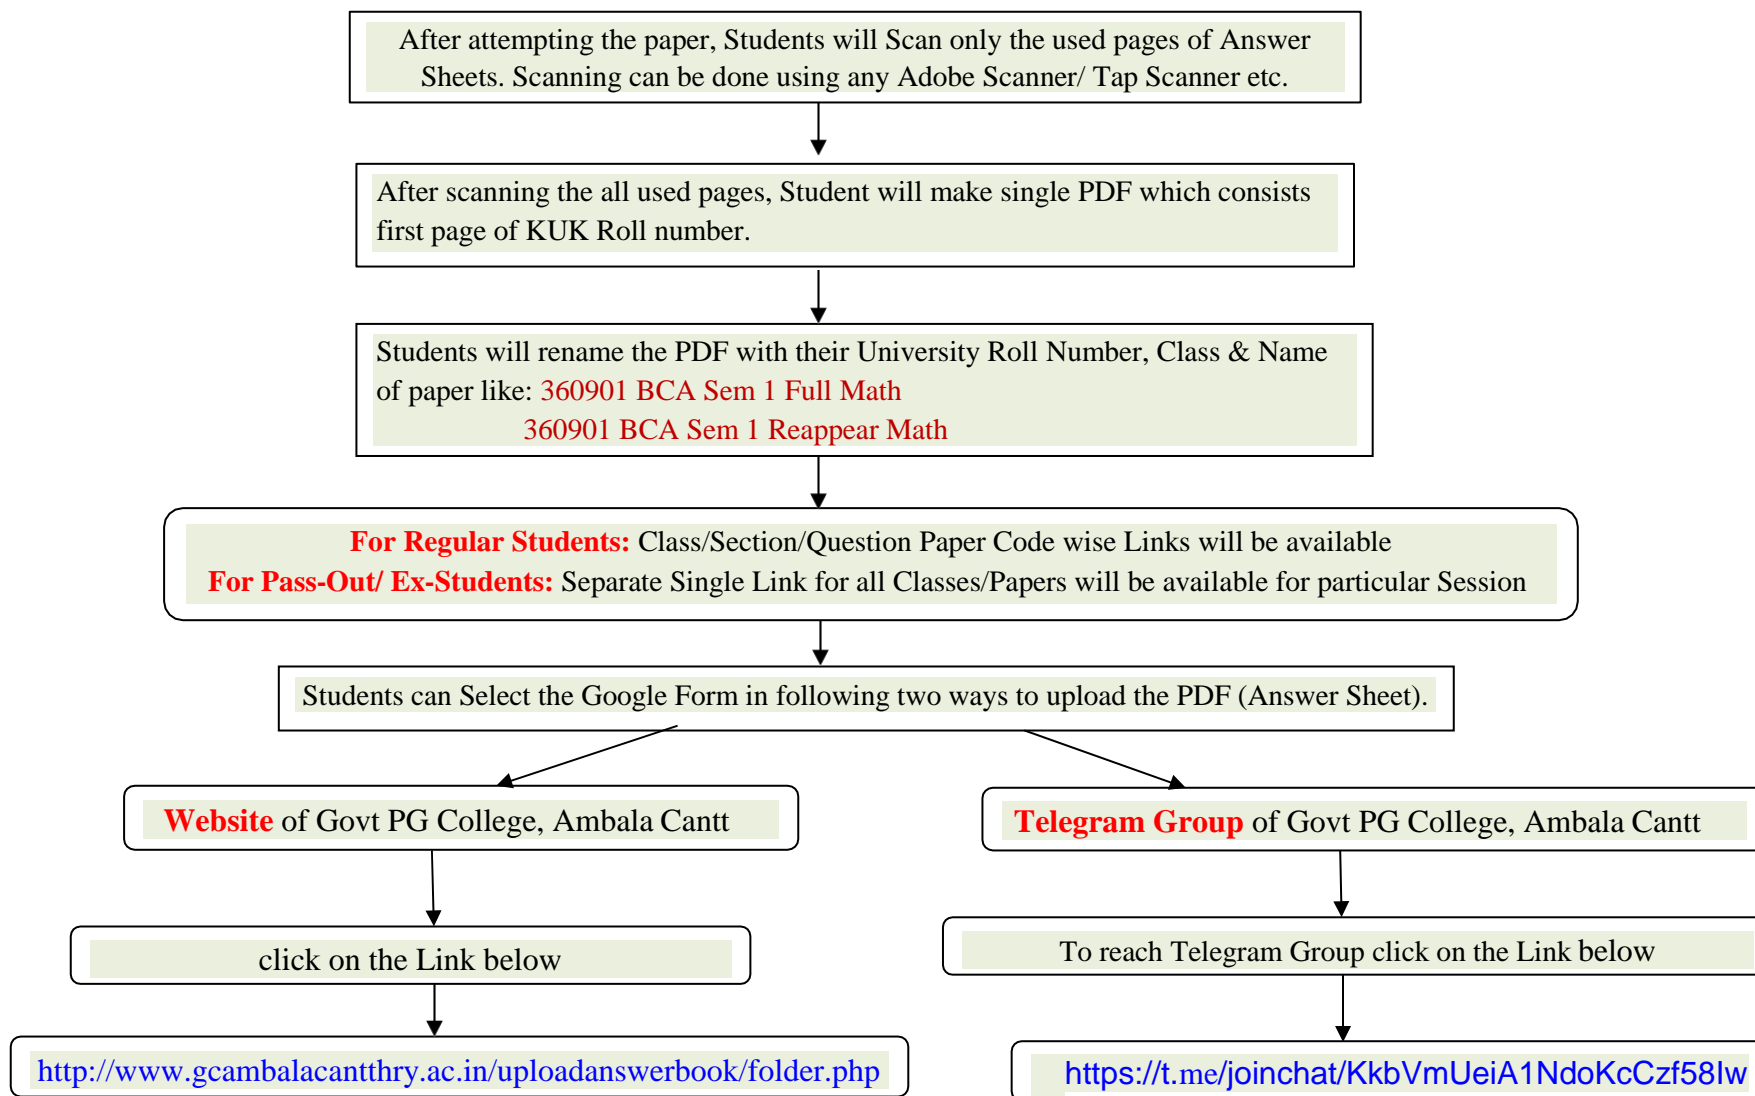 After attempting the paper, Students will Scan only the used pages of Answer
Sheets. Scanning can be done using any Adobe Scanner/ Tap Scanner etc.
After scanning the all used pages, Student will make single PDF which consists
first page of KUK Roll number.
Students will rename the PDF with their University Roll Number, Class & Name
of paper like: 360901 BCA Sem 1 Full Math
360901 BCA Sem 1 Reappear Math
For Regular Students: Class/Section/Question Paper Code wise Links will be available
For Pass-Out/ Ex-Students: Separate Single Link for all Classes/Papers will be available for particular Session
Students can Select the Google Form in following two ways to upload the PDF (Answer Sheet).
Website of Govt PG College, Ambala Cantt
Telegram Group of Govt PG College, Ambala Cantt
click on the Link below
To reach Telegram Group click on the Link below
http://www.gcambalacantthry.ac.in/uploadanswerbook/folder.php
https://t.me/joinchat/KkbVmUeiA1NdoKcCzf58Iw